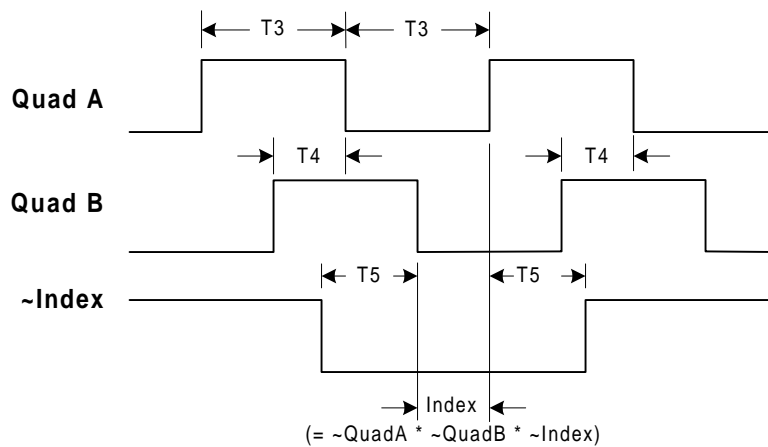 T3 T3
Quad A
T4 T4
Quad B
T5 T5
~Index
Index
(= ~QuadA * ~QuadB * ~Index)